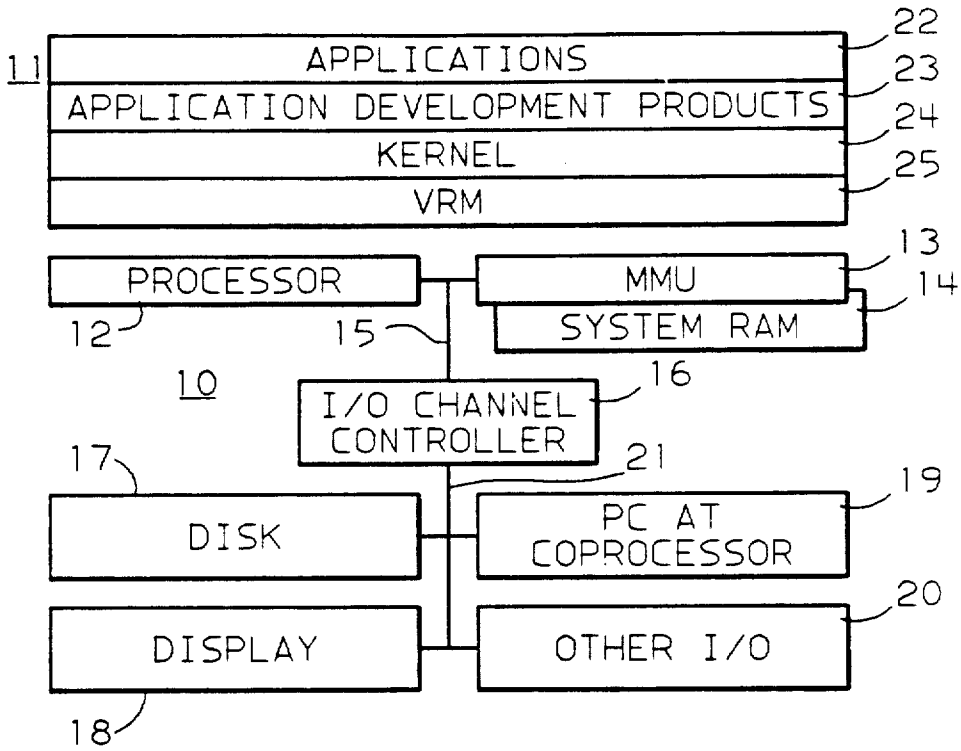 22
11
APPLICATIONS
23
APPLICATION DEVELOPMENT PRODUCTS
24
KERNEL
25
VRM
13
PROCESSOR
MMU
14
12
15
SYSTEM RAM
10
16
I/O CHANNEL
CONTROLLER
17
21
19
DISK
PC AT
COPROCESSOR
20
DISPLAY
OTHER I/O
18